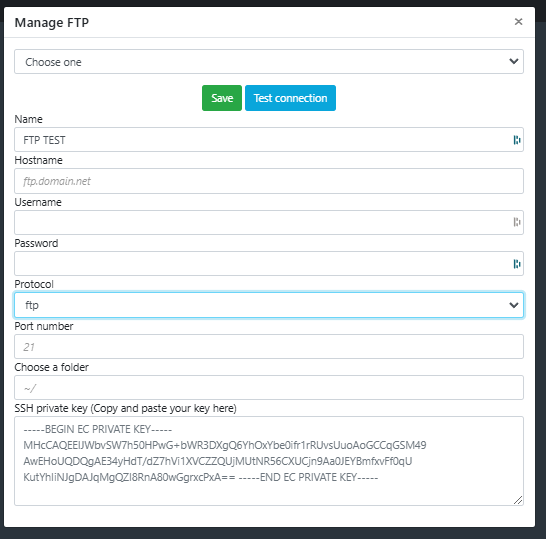 Manage FTP
×
Choose one
Save Test connection
Name
FTP TEST
Hostname
ftp.domain.net
Username
Password
Protocol
ftp
Port number
21
Choose a folder
~/
SSH private key (Copy and paste your key here)
-----BEGIN EC PRIVATE KEY-----
MHcCAQEEIJWbvSW7h50HPwG+bWR3DXgQ6YhOxYbe0ifr1rRUvsUuoAoGCCqGSM49
AwEHoUQDQgAE34yHdT/dZ7hVi1XVCZZQUjMUtNR56CXUCjn9Aa0JEYBmfxvFf0qU
KutYhIiNJgDAJqMgQZI8RnA80wGgrxcPxA== -----END EC PRIVATE KEY-----